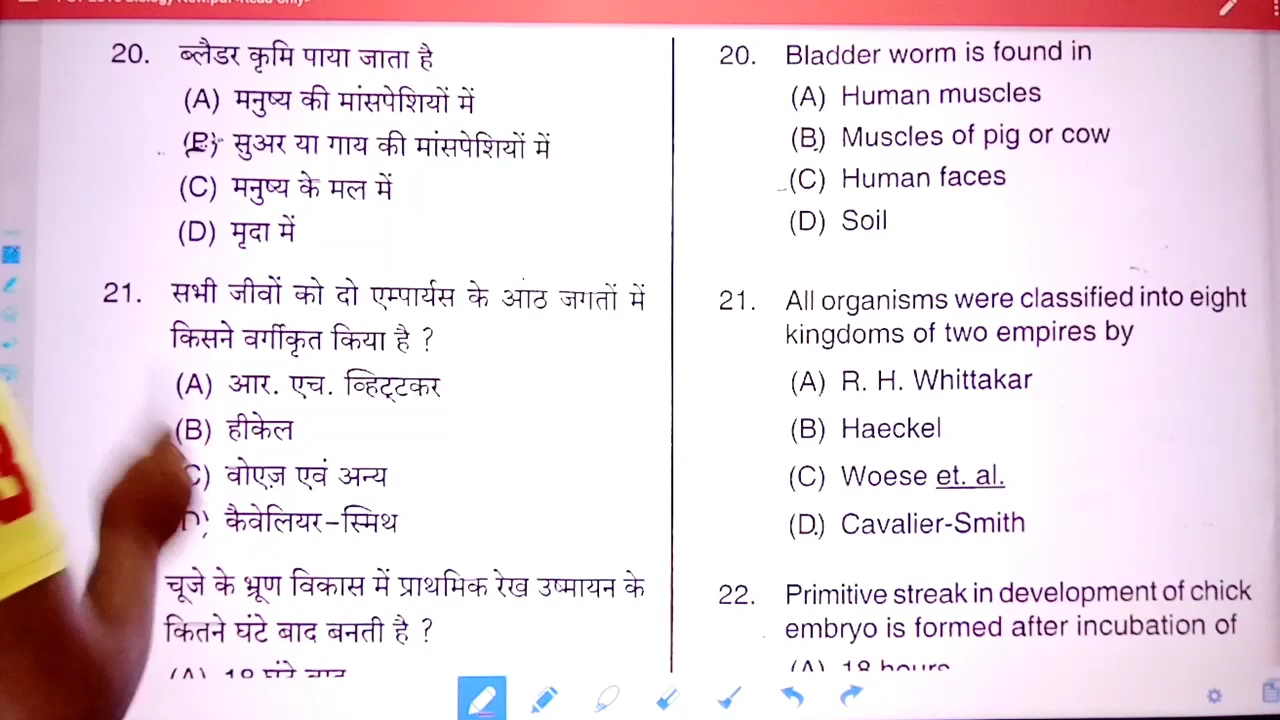 20. ब्लैडर कृमि पाया जाता है
(A) मनुष्य की मांसपेशियों में
(B) सुअर या गाय की मांसपेशियों में
(C) मनुष्य के मल में
(D) मृदा में
21. सभी जीवों को दो एम्पार्यस के आठ जगतों में
किसने वर्गीकृत किया है ?
(A) आर. एच. व्हिट्टकर
(B) हीकेल
C) वोएज़ एवं अन्य
D) कैवेलियर-स्मिथ
चूजे के भ्रूण विकास में प्राथमिक रेख उष्मायन के
कितने घंटे बाद बनती है ?
20. Bladder worm is found in
(A) Human muscles
(B) Muscles of pig or cow
(C) Human faces
(D) Soil
21. All organisms were classified into eight
kingdoms of two empires by
(A) R. H. Whittakar
(B) Haeckel
(C) Woese et. al.
(D) Cavalier-Smith
22. Primitive streak in development of chick
embryo is formed after incubation of
(A) 18 hours